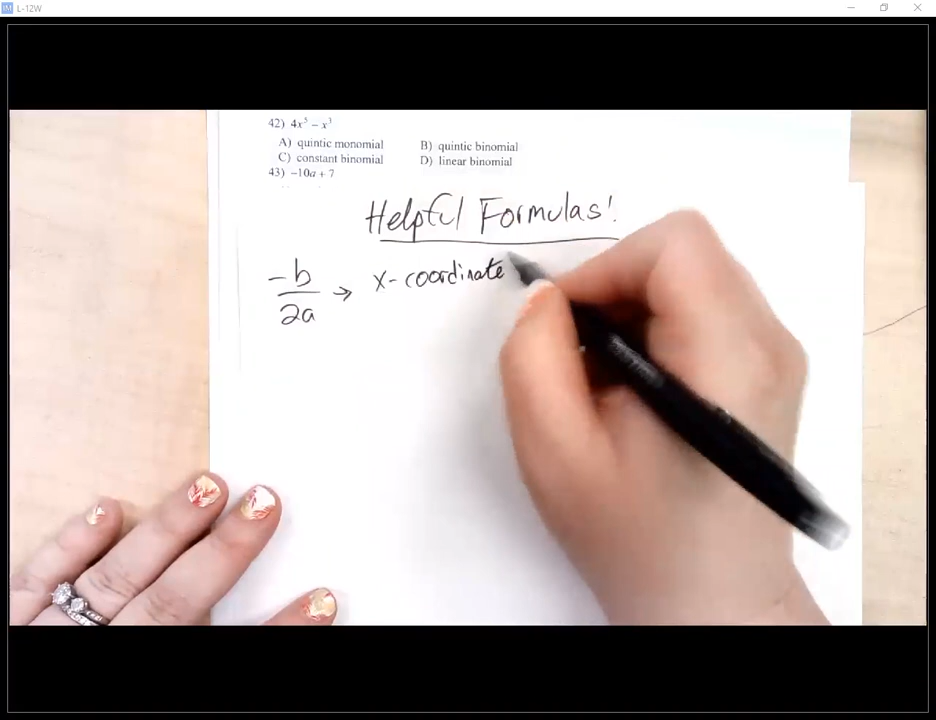 L-12W
42) 4x⁵ – x³
A) quintic monomial B) quintic binomial
C) constant binomial D) linear binomial
43) –10a + 7
Helpful Formulas!
-b/2a → x-coordinate